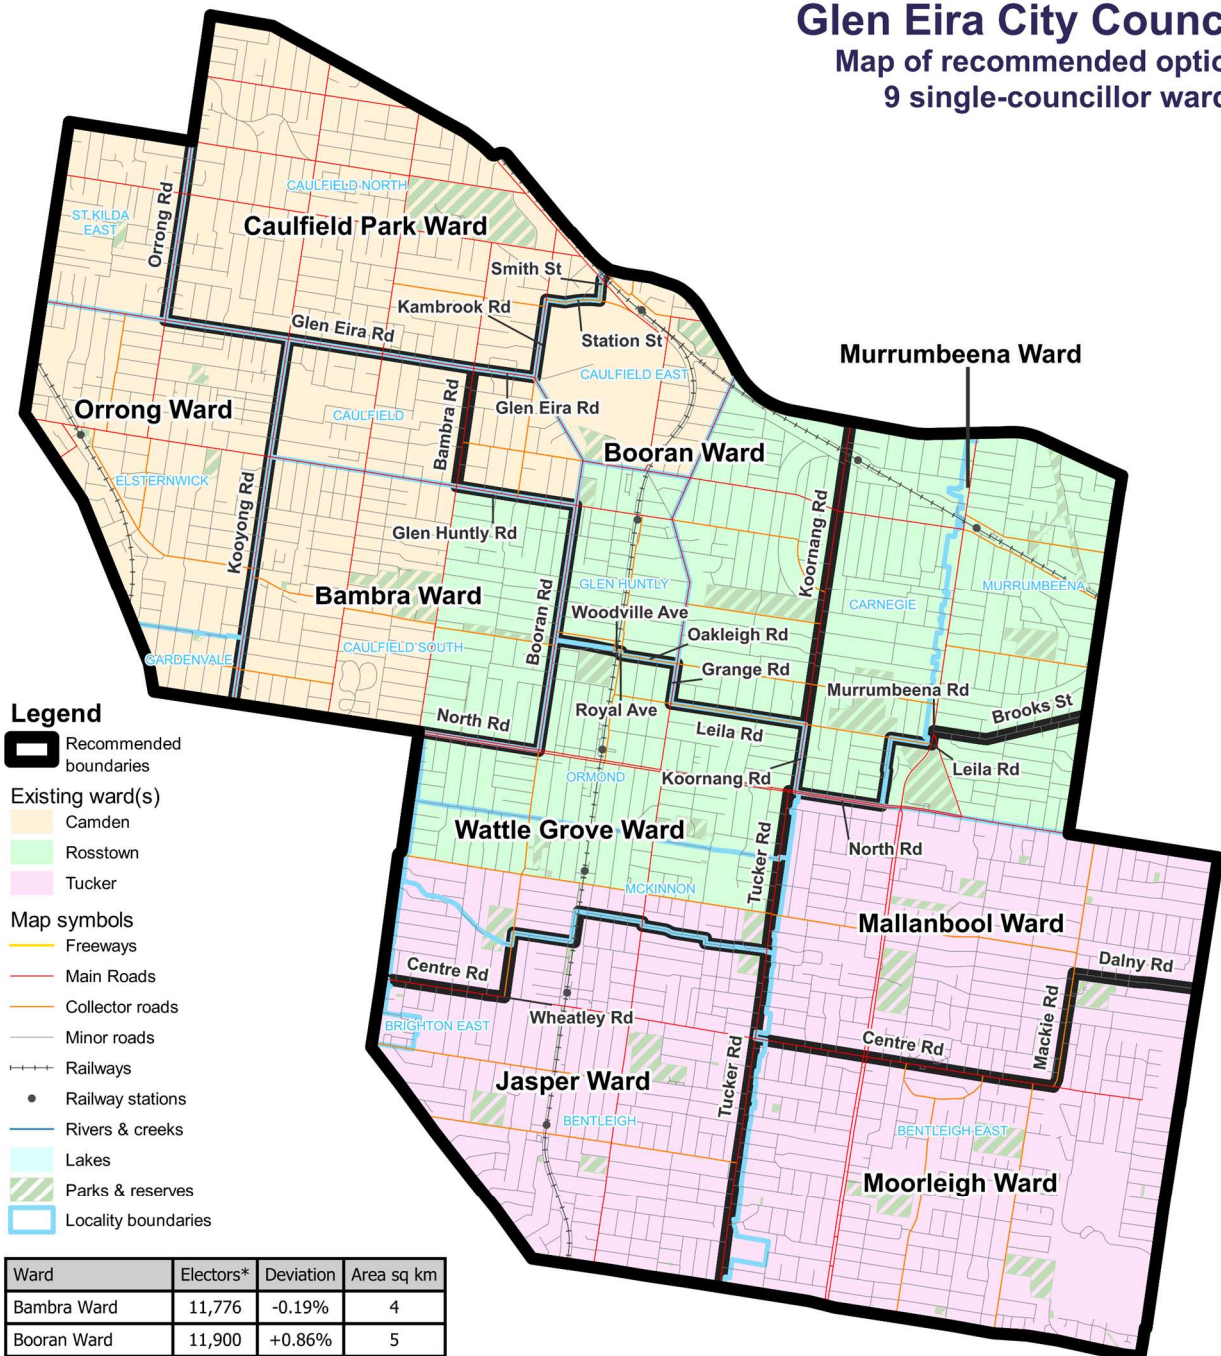 Glen Eira City Counc
Map of recommended optio
9 single-councillor ward
CAULFIELD NORTH
ST KILDA
EAST
Orrong Rd
Caulfield Park Ward
Smith St
Kambrook Rd
Glen Eira Rd
Station St
Murrumbeena Ward
CAULFIELD EAST
Orrong Ward
CAULFIELD
Bambra Rd
Glen Eira Rd
Booran Ward
ELSTERNWICK
Kooyong Rd
Glen Huntly Rd
Koornang Rd
Bambra Ward
Booran Rd
GLEN HUNTLY
CARNEGIE
MURRUMBEENA
Woodville Ave
Oakleigh Rd
GARDENVALE
CAULFIELD SOUTH
Grange Rd
Murrumbeena Rd
Brooks St
North Rd
Royal Ave
Leila Rd
Leila Rd
ORMOND
Koornang Rd
Wattle Grove Ward
Tucker Rd
North Rd
MCKINNON
Mallanbool Ward
Centre Rd
Dalny Rd
Wheatley Rd
BRIGHTON EAST
Centre Rd
Mackie Rd
Jasper Ward
Tucker Rd
BENTLEIGH
BENTLEIGH EAST
Moorleigh Ward
Legend
Recommended
boundaries
Existing ward(s)
Camden
Rosstown
Tucker
Map symbols
Freeways
Main Roads
Collector roads
Minor roads
Railways
Railway stations
Rivers & creeks
Lakes
Parks & reserves
Locality boundaries
Ward Electors* Deviation Area sq km
Bambra Ward 11,776 -0.19% 4
Booran Ward 11,900 +0.86% 5